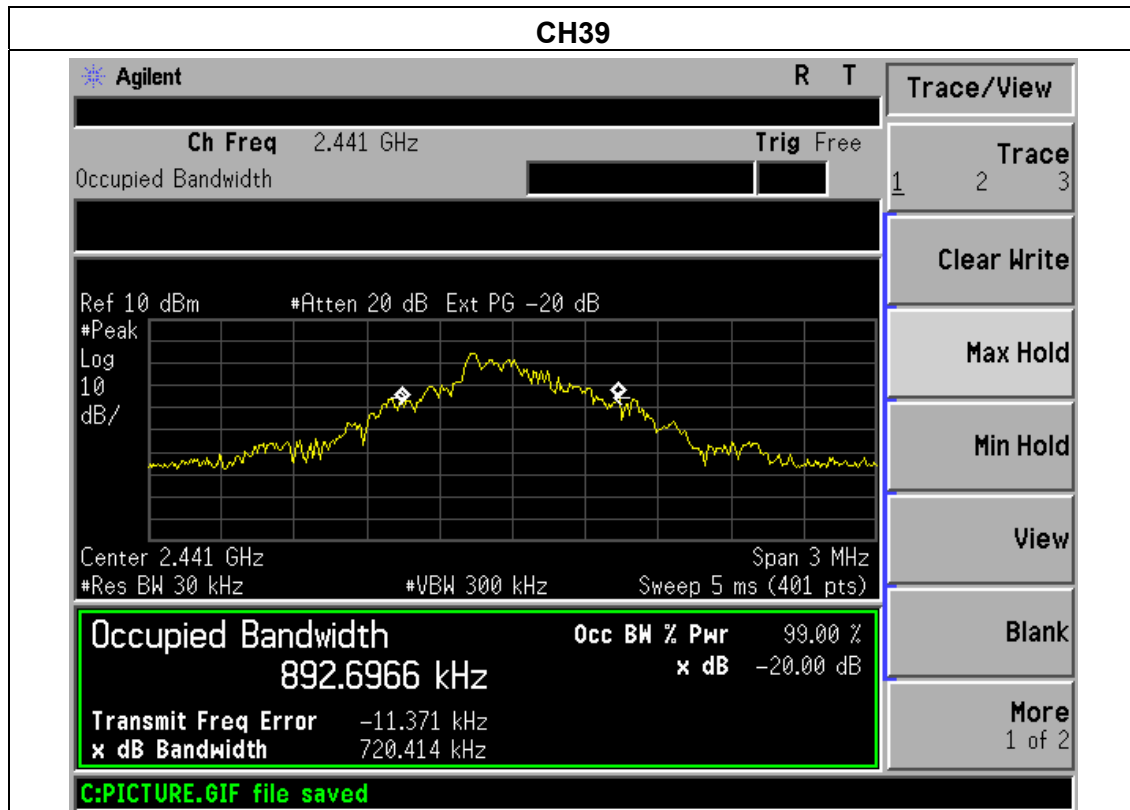 CH39
Agilent R T Trace/View
Ch Freq 2.441 GHz Trig Free
Occupied Bandwidth
Trace
1 2 3
Clear Write
Max Hold
Min Hold
View
Blank
More
1 of 2
Ref 10 dBm #Atten 20 dB Ext PG -20 dB
#Peak
Log
10
dB/
Center 2.441 GHz Span 3 MHz
#Res BW 30 kHz #VBW 300 kHz Sweep 5 ms (401 pts)
Occupied Bandwidth Occ BW % Pwr 99.00 %
892.6966 kHz x dB -20.00 dB
Transmit Freq Error -11.371 kHz
x dB Bandwidth 720.414 kHz
C:PICTURE.GIF file saved